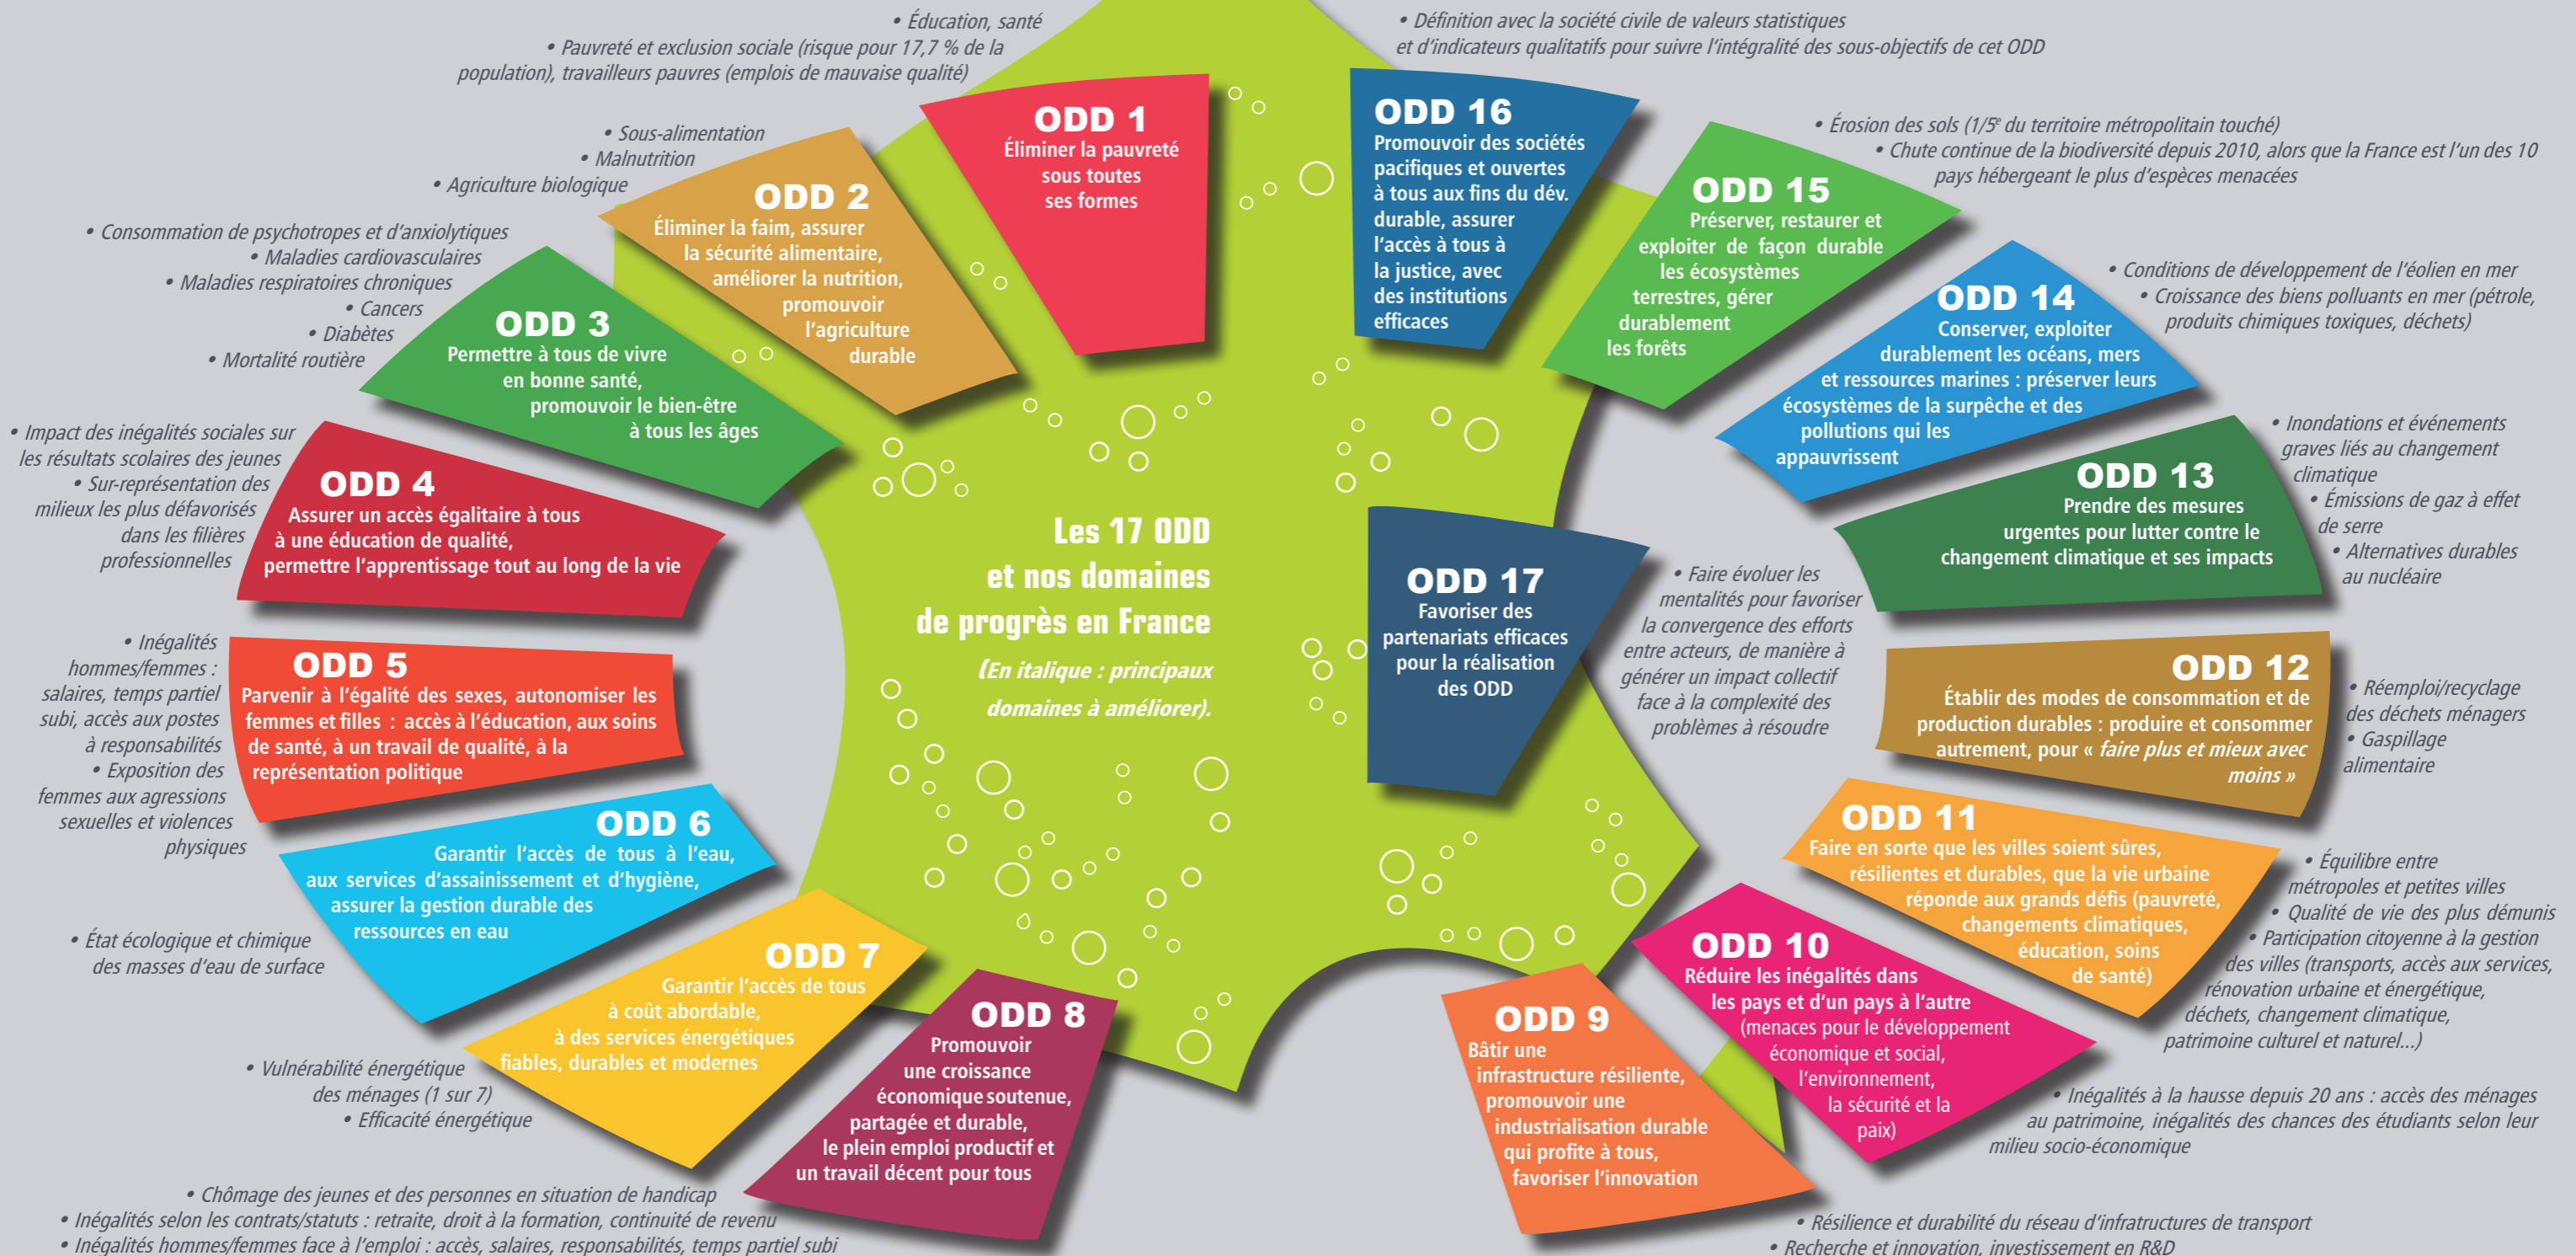 Les 17 ODD
et nos domaines
de progrès en France
(En italique : principaux
domaines à améliorer).
ODD 1
Éliminer la pauvreté
sous toutes
ses formes
• Éducation, santé
• Pauvreté et exclusion sociale (risque pour 17,7 % de la
population), travailleurs pauvres (emplois de mauvaise qualité)
ODD 2
Éliminer la faim, assurer
la sécurité alimentaire,
améliorer la nutrition,
promouvoir
l'agriculture
durable
• Sous-alimentation
• Malnutrition
• Agriculture biologique
ODD 3
Permettre à tous de vivre
en bonne santé,
promouvoir le bien-être
à tous les âges
• Consommation de psychotropes et d'anxiolytiques
• Maladies cardiovasculaires
• Maladies respiratoires chroniques
• Cancers
• Diabètes
• Mortalité routière
ODD 4
Assurer un accès égalitaire à tous
à une éducation de qualité,
permettre l'apprentissage tout au long de la vie
• Impact des inégalités sociales sur
les résultats scolaires des jeunes
• Sur-représentation des
milieux les plus défavorisés
dans les filières
professionnelles
ODD 5
Parvenir à l'égalité des sexes, autonomiser les
femmes et filles : accès à l'éducation, aux soins
de santé, à un travail de qualité, à la
représentation politique
• Inégalités
hommes/femmes :
salaires, temps partiel
subi, accès aux postes
à responsabilités
• Exposition des
femmes aux agressions
sexuelles et violences
physiques
ODD 6
Garantir l'accès de tous à l'eau,
aux services d'assainissement et d'hygiène,
assurer la gestion durable des
ressources en eau
• État écologique et chimique
des masses d'eau de surface
ODD 7
Garantir l'accès de tous
à coût abordable,
à des services énergétiques
fiables, durables et modernes
• Vulnérabilité énergétique
des ménages (1 sur 7)
• Efficacité énergétique
ODD 8
Promouvoir
une croissance
économique soutenue,
partagée et durable,
le plein emploi productif et
un travail décent pour tous
• Chômage des jeunes et des personnes en situation de handicap
• Inégalités selon les contrats/statuts : retraite, droit à la formation, continuité de revenu
• Inégalités hommes/femmes face à l'emploi : accès, salaires, responsabilités, temps partiel subi
ODD 9
Bâtir une
infrastructure résiliente,
promouvoir une
industrialisation durable
qui profite à tous,
favoriser l'innovation
• Résilience et durabilité du réseau d'infratructures de transport
• Recherche et innovation, investissement en R&D
ODD 10
Réduire les inégalités dans
les pays et d'un pays à l'autre
(menaces pour le développement
économique et social,
l'environnement,
la sécurité et la
paix)
• Inégalités à la hausse depuis 20 ans : accès des ménages
au patrimoine, inégalités des chances des étudiants selon leur
milieu socio-économique
ODD 11
Faire en sorte que les villes soient sûres,
résilientes et durables, que la vie urbaine
réponde aux grands défis (pauvreté,
changements climatiques,
éducation, soins
de santé)
• Équilibre entre
métropoles et petites villes
• Qualité de vie des plus démunis
• Participation citoyenne à la gestion
des villes (transports, accès aux services,
rénovation urbaine et énergétique,
déchets, changement climatique,
patrimoine culturel et naturel...)
ODD 12
Établir des modes de consommation et de
production durables : produire et consommer
autrement, pour « faire plus et mieux avec
moins »
• Réemploi/recyclage
des déchets ménagers
• Gaspillage
alimentaire
ODD 13
Prendre des mesures
urgentes pour lutter contre le
changement climatique et ses impacts
• Inondations et événements
graves liés au changement
climatique
• Émissions de gaz à effet
de serre
• Alternatives durables
au nucléaire
ODD 14
Conserver, exploiter
durablement les océans, mers
et ressources marines : préserver leurs
écosystèmes de la surpêche et des
pollutions qui les
appauvrissent
• Conditions de développement de l'éolien en mer
• Croissance des biens polluants en mer (pétrole,
produits chimiques toxiques, déchets)
ODD 15
Préserver, restaurer et
exploiter de façon durable
les écosystèmes
terrestres, gérer
durablement
les forêts
• Érosion des sols (1/5e du territoire métropolitain touché)
• Chute continue de la biodiversité depuis 2010, alors que la France est l'un des 10
pays hébergeant le plus d'espèces menacées
ODD 16
Promouvoir des sociétés
pacifiques et ouvertes
à tous aux fins du dév.
durable, assurer
l'accès à tous à
la justice, avec
des institutions
efficaces
• Définition avec la société civile de valeurs statistiques
et d'indicateurs qualitatifs pour suivre l'intégralité des sous-objectifs de cet ODD
ODD 17
Favoriser des
partenariats efficaces
pour la réalisation
des ODD
• Faire évoluer les
mentalités pour favoriser
la convergence des efforts
entre acteurs, de manière à
générer un impact collectif
face à la complexité des
problèmes à résoudre